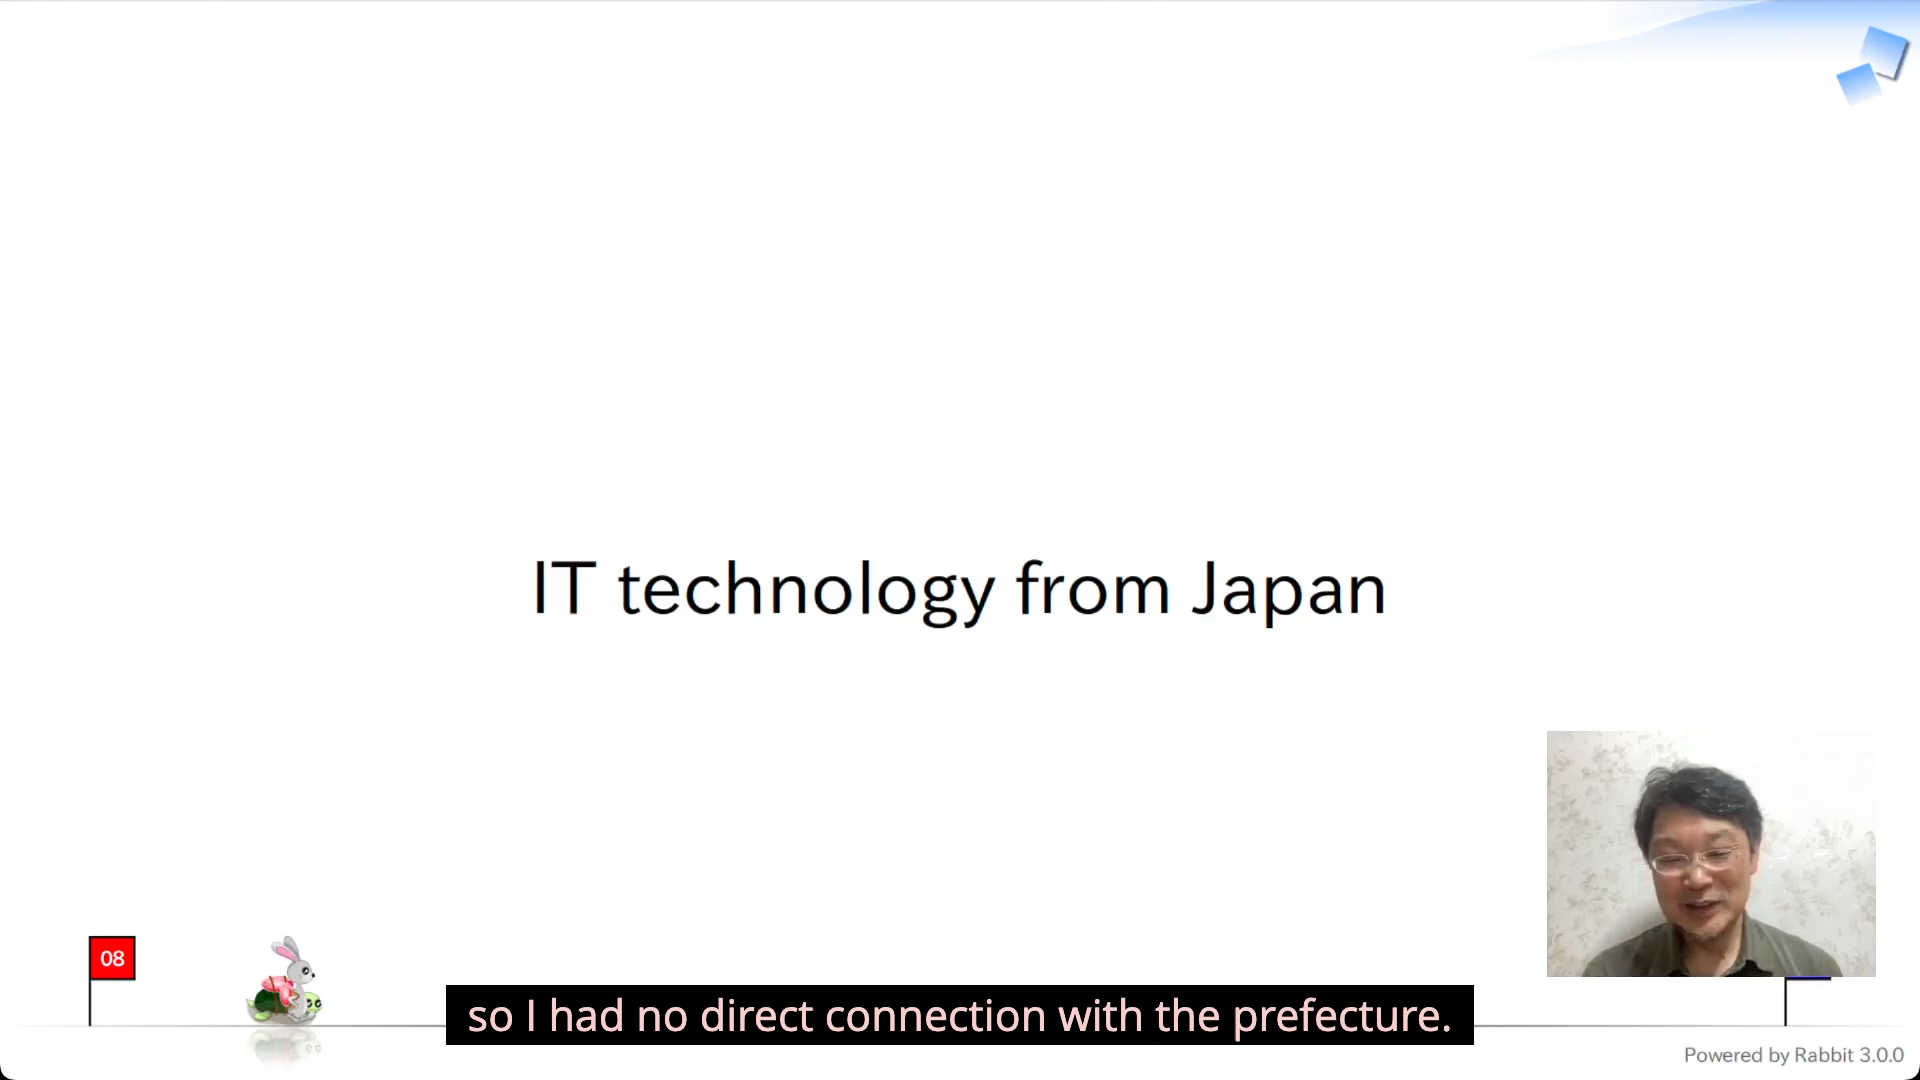 IT technology from Japan
08
so I had no direct connection with the prefecture.
Powered by Rabbit 3.0.0